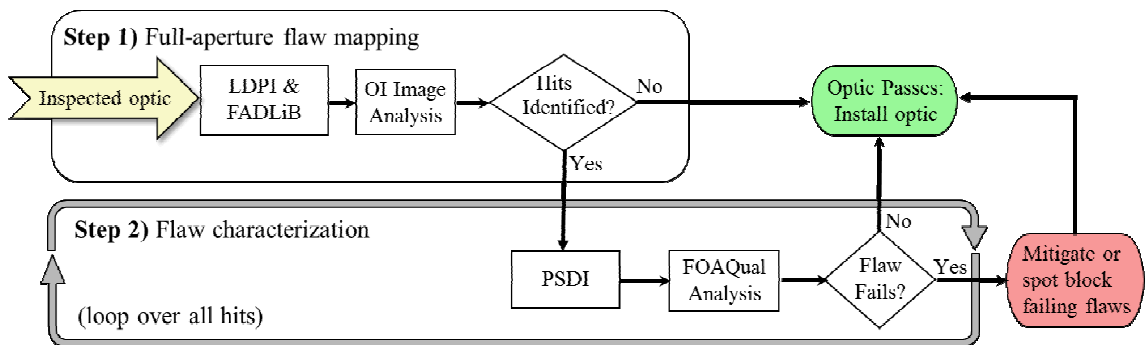 Step 1) Full-aperture flaw mapping
Inspected optic
LDPI &
FADLiB
OI Image
Analysis
Hits
Identified?
No
Yes
Optic Passes:
Install optic
Step 2) Flaw characterization
PSDI
FOAQual
Analysis
Flaw
Fails?
No
Yes
Mitigate or
spot block
failing flaws
(loop over all hits)